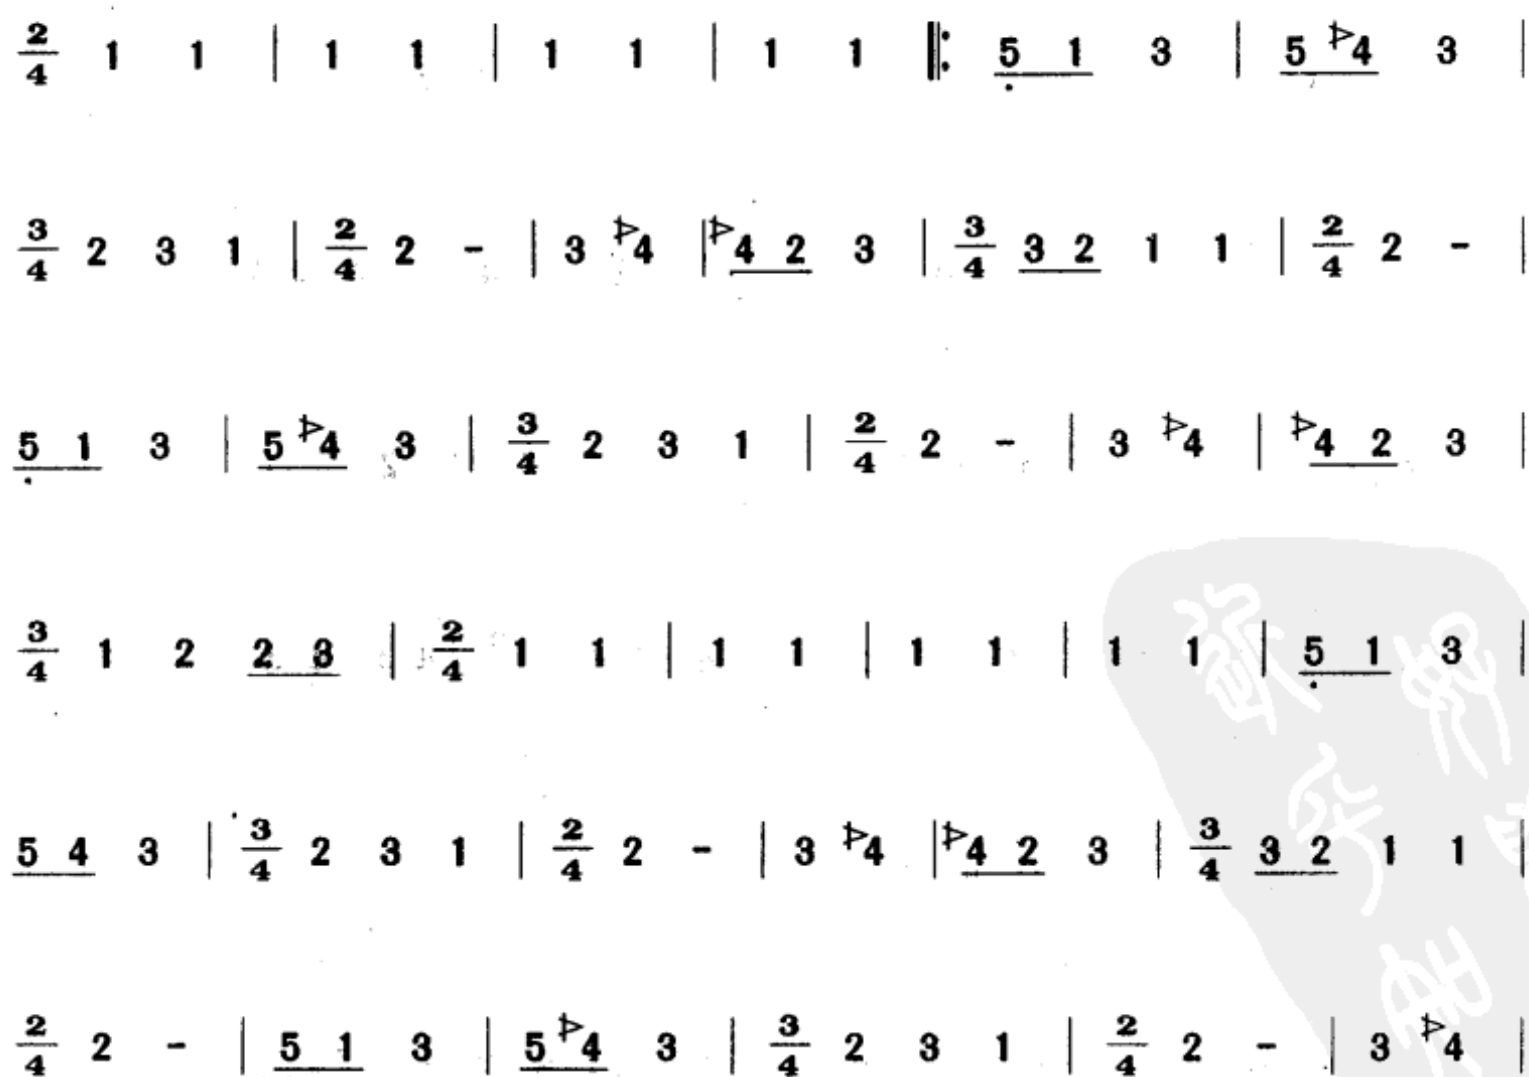 2/4 1 1 | 1 1 | 1 1 | 1 1 ‖: 5̣ 1 3 | 5 4 3 |
3/4 2 3 1 | 2/4 2 - | 3 4 | 4 2 3 | 3/4 3 2 1 1 | 2/4 2 - |
5̣ 1 3 | 5 4 3 | 3/4 2 3 1 | 2/4 2 - | 3 4 | 4 2 3 |
3/4 1 2 2 3 | 2/4 1 1 | 1 1 | 1 1 | 1 1 | 5̣ 1 3 |
5 4 3 | 3/4 2 3 1 | 2/4 2 - | 3 4 | 4 2 3 | 3/4 3 2 1 1 |
2/4 2 - | 5 1 3 | 5 4 3 | 3/4 2 3 1 | 2/4 2 - | 3 4 |